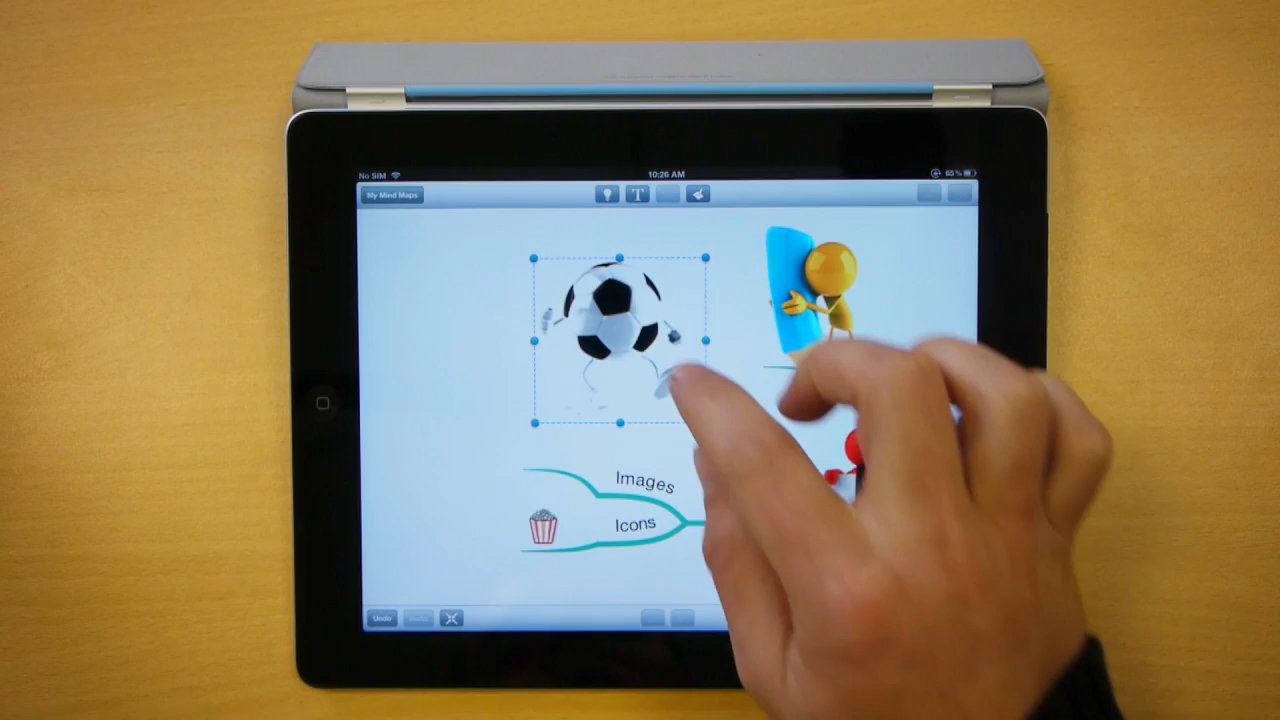 No SIM
10:26 AM
65%
My Mind Maps
T
Images
Icons
Undo